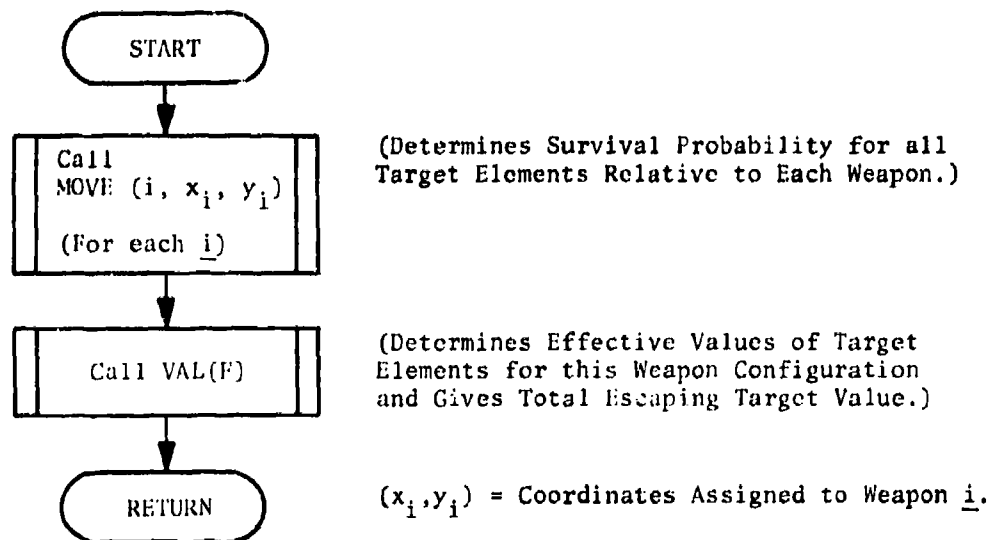 START
Call
MOVE (i, x_i, y_i)
(For each i)
(Determines Survival Probability for all
Target Elements Relative to Each Weapon.)
Call VAL(F)
(Determines Effective Values of Target
Elements for this Weapon Configuration
and Gives Total Escaping Target Value.)
RETURN
(x_i,y_i) = Coordinates Assigned to Weapon i.